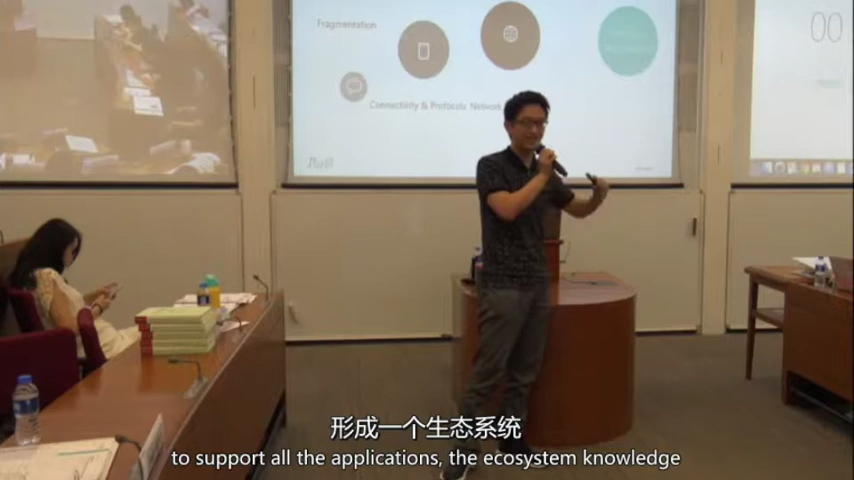 Fragmentation
Connectivity & Protocols Network
00
形成一个生态系统
to support all the applications, the ecosystem knowledge